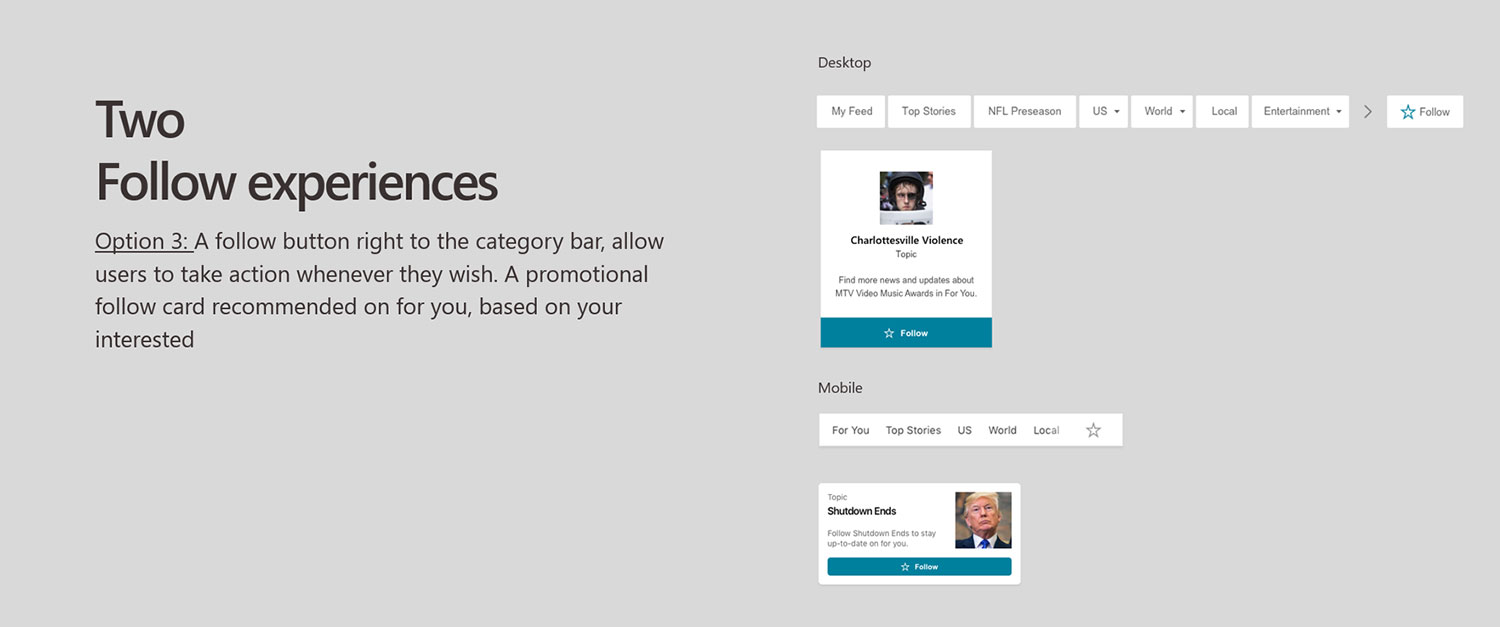 Two
Follow experiences
Option 3: A follow button right to the category bar, allow
users to take action whenever they wish. A promotional
follow card recommended on for you, based on your
interested
Desktop
My Feed Top Stories NFL Preseason US World Local Entertainment Follow
Charlottesville Violence
Topic
Find more news and updates about
MTV Video Music Awards in For You.
Follow
Mobile
For You Top Stories US World Local
Topic
Shutdown Ends
Follow Shutdown Ends to stay
up-to-date on for you.
Follow